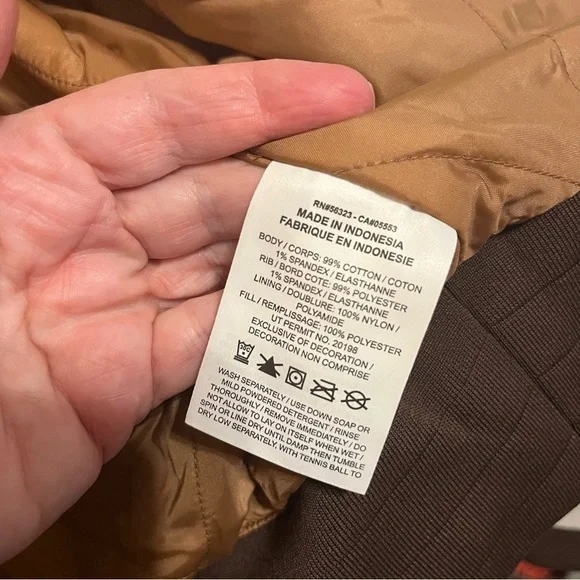 RN#56323 - CA#05553
MADE IN INDONESIA
FABRIQUE EN INDONESIE
BODY / CORPS: 99% COTTON / COTON
1% SPANDEX / ELASTHANNE
RIB / BORD COTE: 99% POLYESTER
1% SPANDEX / ELASTHANNE
LINING / DOUBLURE: 100% NYLON /
POLYAMIDE
FILL / REMPLISSAGE: 100% POLYESTER
UT PERMIT NO. 20198
EXCLUSIVE OF DECORATION /
DECORATION NON COMPRISE
WASH SEPARATELY / USE DOWN SOAP OR
MILD POWDERED DETERGENT / RINSE
THOROUGHLY / REMOVE IMMEDIATELY / DO
NOT ALLOW TO LAY ON ITSELF WHEN WET /
SPIN OR LINE DRY UNTIL DAMP THEN TUMBLE
DRY LOW SEPARATELY, WITH TENNIS BALL TO